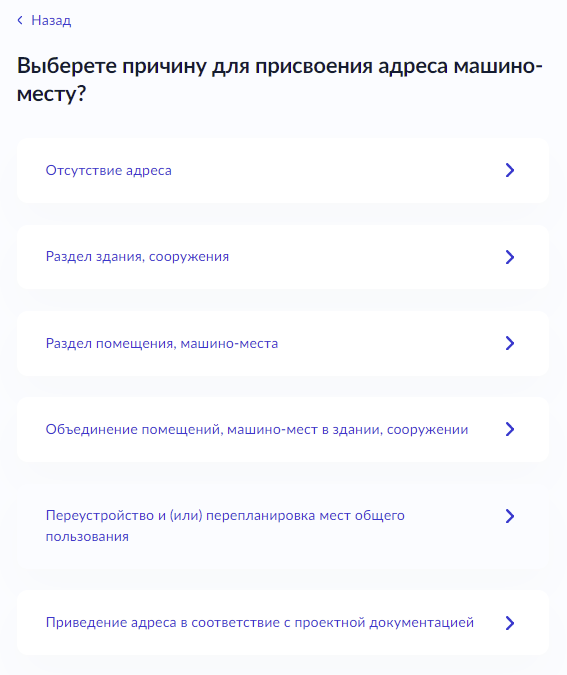 Назад
Выберете причину для присвоения адреса машино-
месту?
Отсутствие адреса
Раздел здания, сооружения
Раздел помещения, машино-места
Объединение помещений, машино-мест в здании, сооружении
Переустройство и (или) перепланировка мест общего
пользования
Приведение адреса в соответствие с проектной документацией